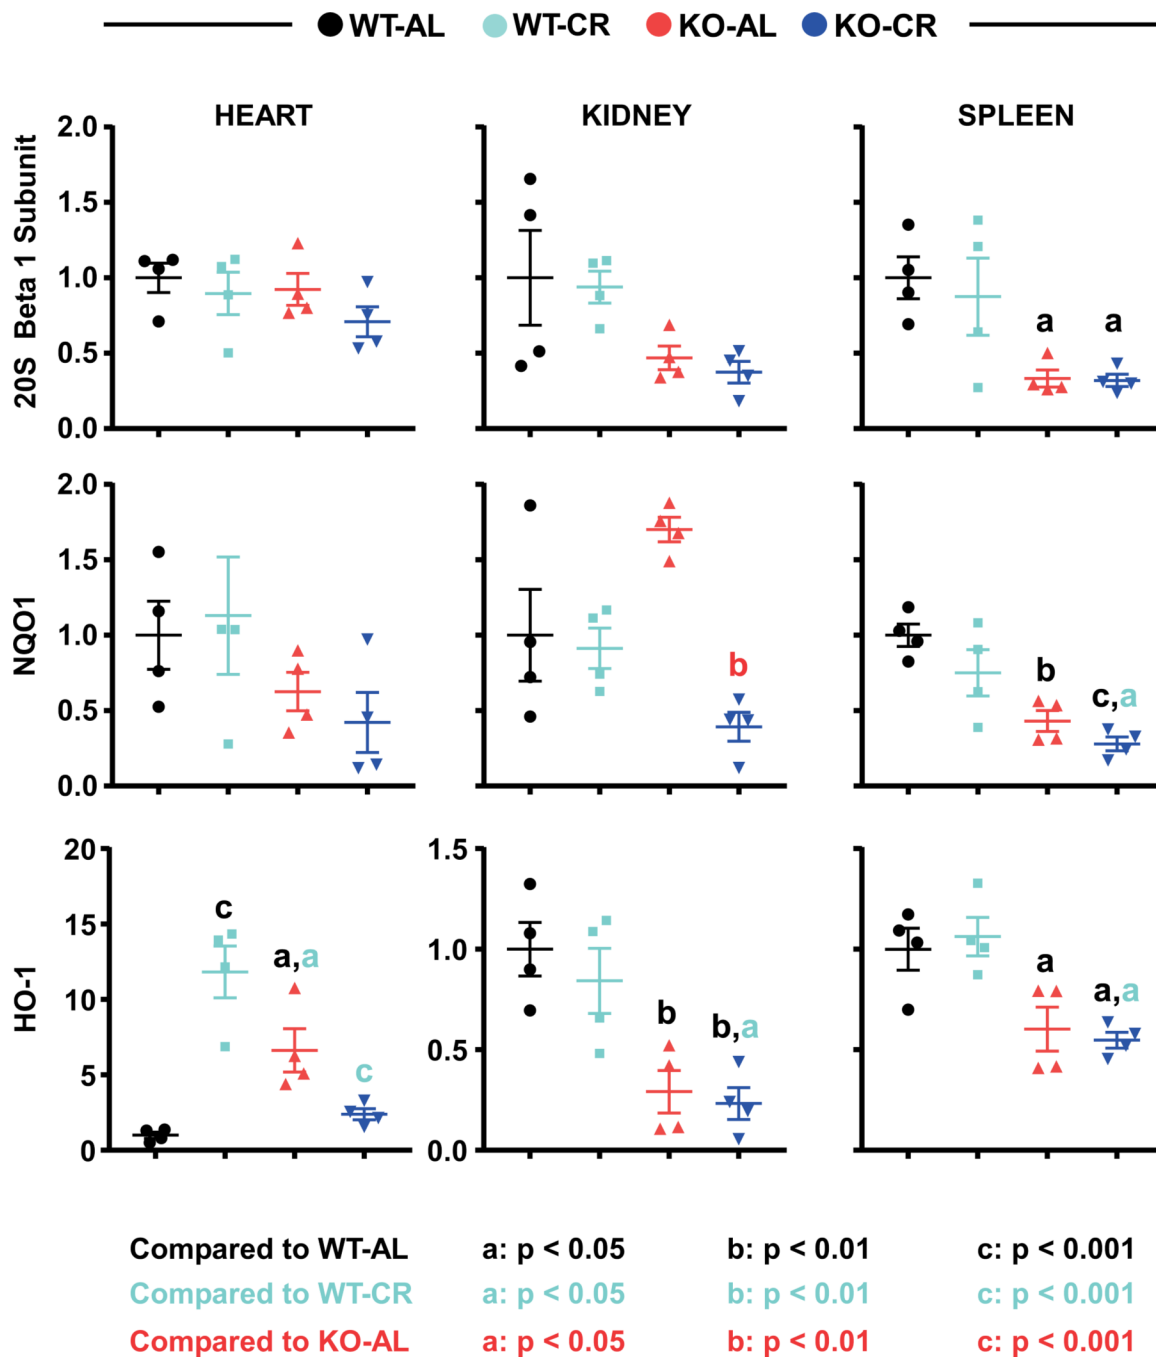 WT-AL WT-CR KO-AL KO-CR
HEART KIDNEY SPLEEN
20S Beta 1 Subunit
2.0
1.5
1.0
0.5
0.0
a a
NQO1
2.0
1.5
1.0
0.5
0.0
b
b
c,a
HO-1
20
15
10
5
0
c
a,a
c
1.5
1.0
0.5
0.0
b
b,a
a
a,a
Compared to WT-AL a: p < 0.05 b: p < 0.01 c: p < 0.001
Compared to WT-CR a: p < 0.05 b: p < 0.01 c: p < 0.001
Compared to KO-AL a: p < 0.05 b: p < 0.01 c: p < 0.001